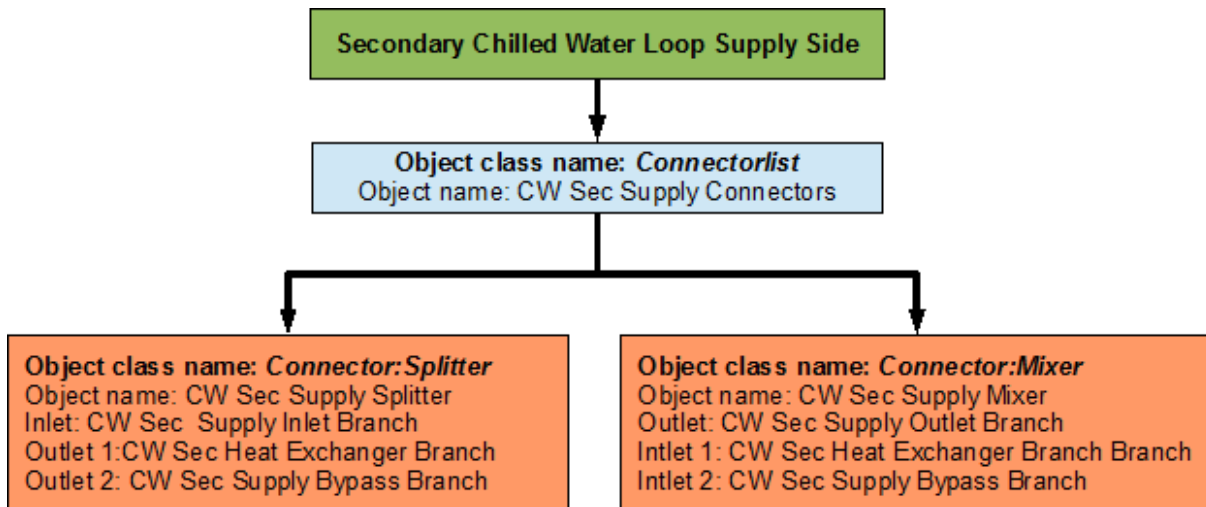 Secondary Chilled Water Loop Supply Side
Object class name: Connectorlist
Object name: CW Sec Supply Connectors
Object class name: Connector:Splitter
Object name: CW Sec Supply Splitter
Inlet: CW Sec  Supply Inlet Branch
Outlet 1:CW Sec Heat Exchanger Branch
Outlet 2: CW Sec Supply Bypass Branch
Object class name: Connector:Mixer
Object name: CW Sec Supply Mixer
Outlet: CW Sec Supply Outlet Branch
Intlet 1: CW Sec Heat Exchanger Branch Branch
Intlet 2: CW Sec Supply Bypass Branch